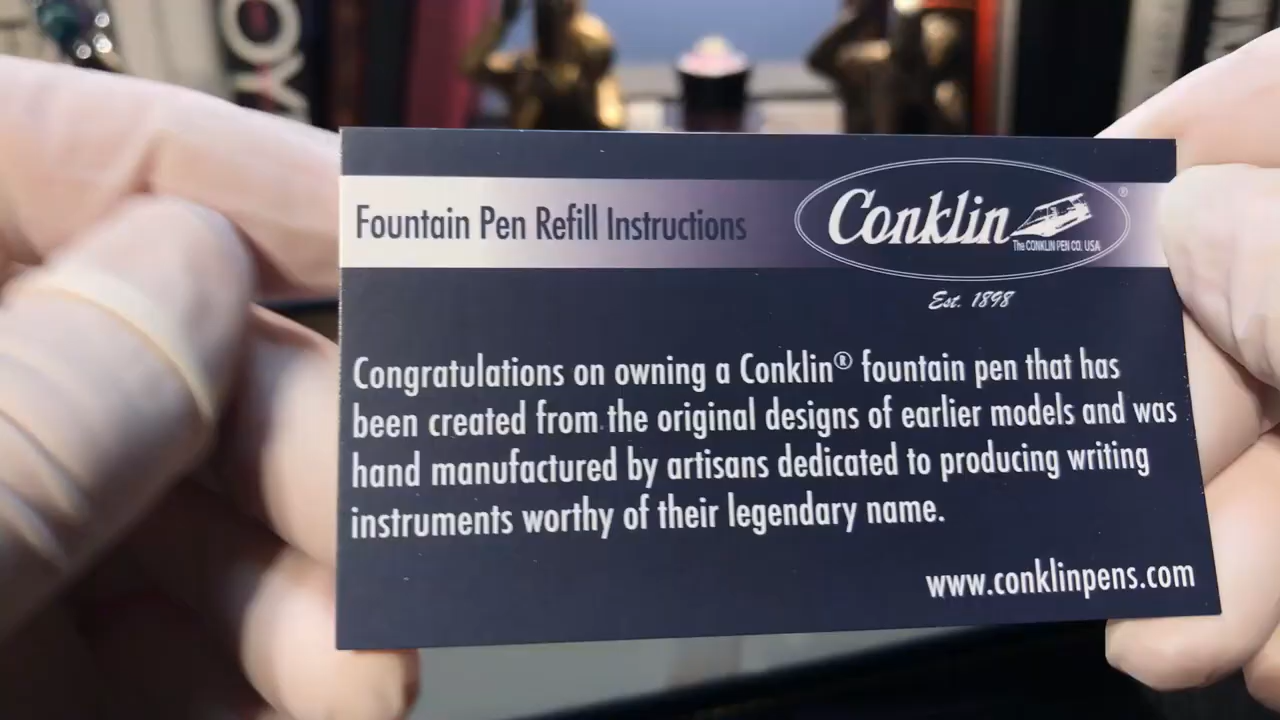 Fountain Pen Refill Instructions
Conklin®
The CONKLIN PEN CO. USA
Est. 1898
Congratulations on owning a Conklin® fountain pen that has
been created from the original designs of earlier models and was
hand manufactured by artisans dedicated to producing writing
instruments worthy of their legendary name.
www.conklinpens.com